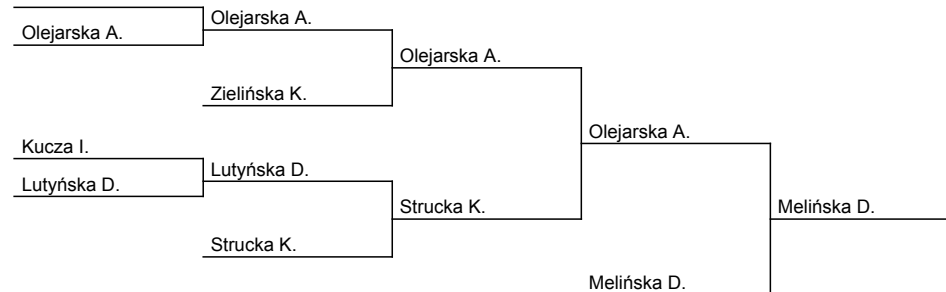 Olejarska A.
Olejarska A.
Olejarska A.
Zielińska K.
Olejarska A.
Kucza I.
Lutyńska D.
Lutyńska D.
Strucka K.
Melińska D.
Strucka K.
Melińska D.